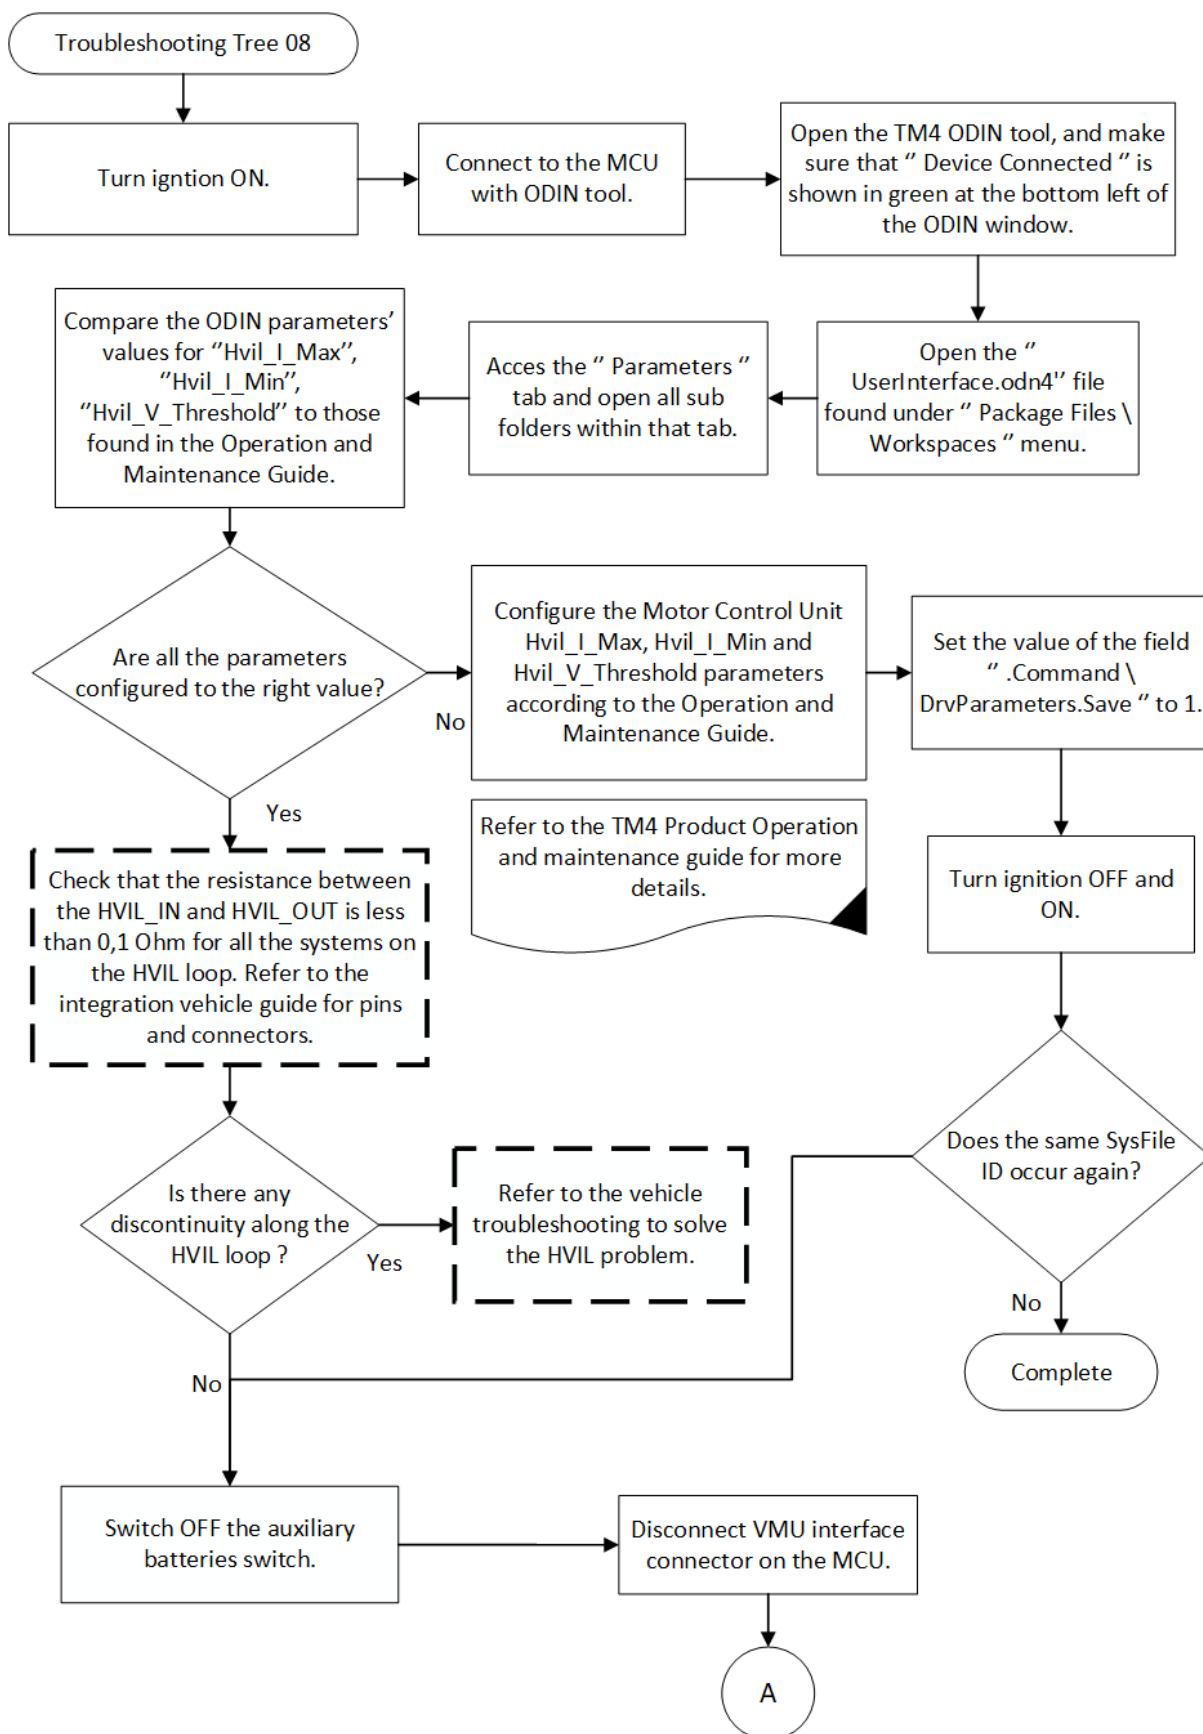 Troubleshooting Tree 08
Turn igntion ON.
Connect to the MCU
with ODIN tool.
Open the TM4 ODIN tool, and make
sure that ‘’ Device Connected ‘’ is
shown in green at the bottom left of
the ODIN window.
Open the ‘’
UserInterface.odn4'’ file
found under ‘’ Package Files \
Workspaces ‘’ menu.
Acces the ‘’ Parameters ‘’
tab and open all sub
folders within that tab.
Compare the ODIN parameters’
values for ‘’Hvil_I_Max’’,
‘’Hvil_I_Min’’,
‘’Hvil_V_Threshold’’ to those
found in the Operation and
Maintenance Guide.
Are all the parameters
configured to the right value?
No
Configure the Motor Control Unit
Hvil_I_Max, Hvil_I_Min and
Hvil_V_Threshold parameters
according to the Operation and
Maintenance Guide.
Set the value of the field
‘’ .Command \
DrvParameters.Save ‘’ to 1.
Yes
Refer to the TM4 Product Operation
and maintenance guide for more
details.
Turn ignition OFF and
ON.
Check that the resistance between
the HVIL_IN and HVIL_OUT is less
than 0,1 Ohm for all the systems on
the HVIL loop. Refer to the
integration vehicle guide for pins
and connectors.
Does the same SysFile
ID occur again?
Is there any
discontinuity along the
HVIL loop ?
Yes
Refer to the vehicle
troubleshooting to solve
the HVIL problem.
No
Complete
No
Switch OFF the auxiliary
batteries switch.
Disconnect VMU interface
connector on the MCU.
A